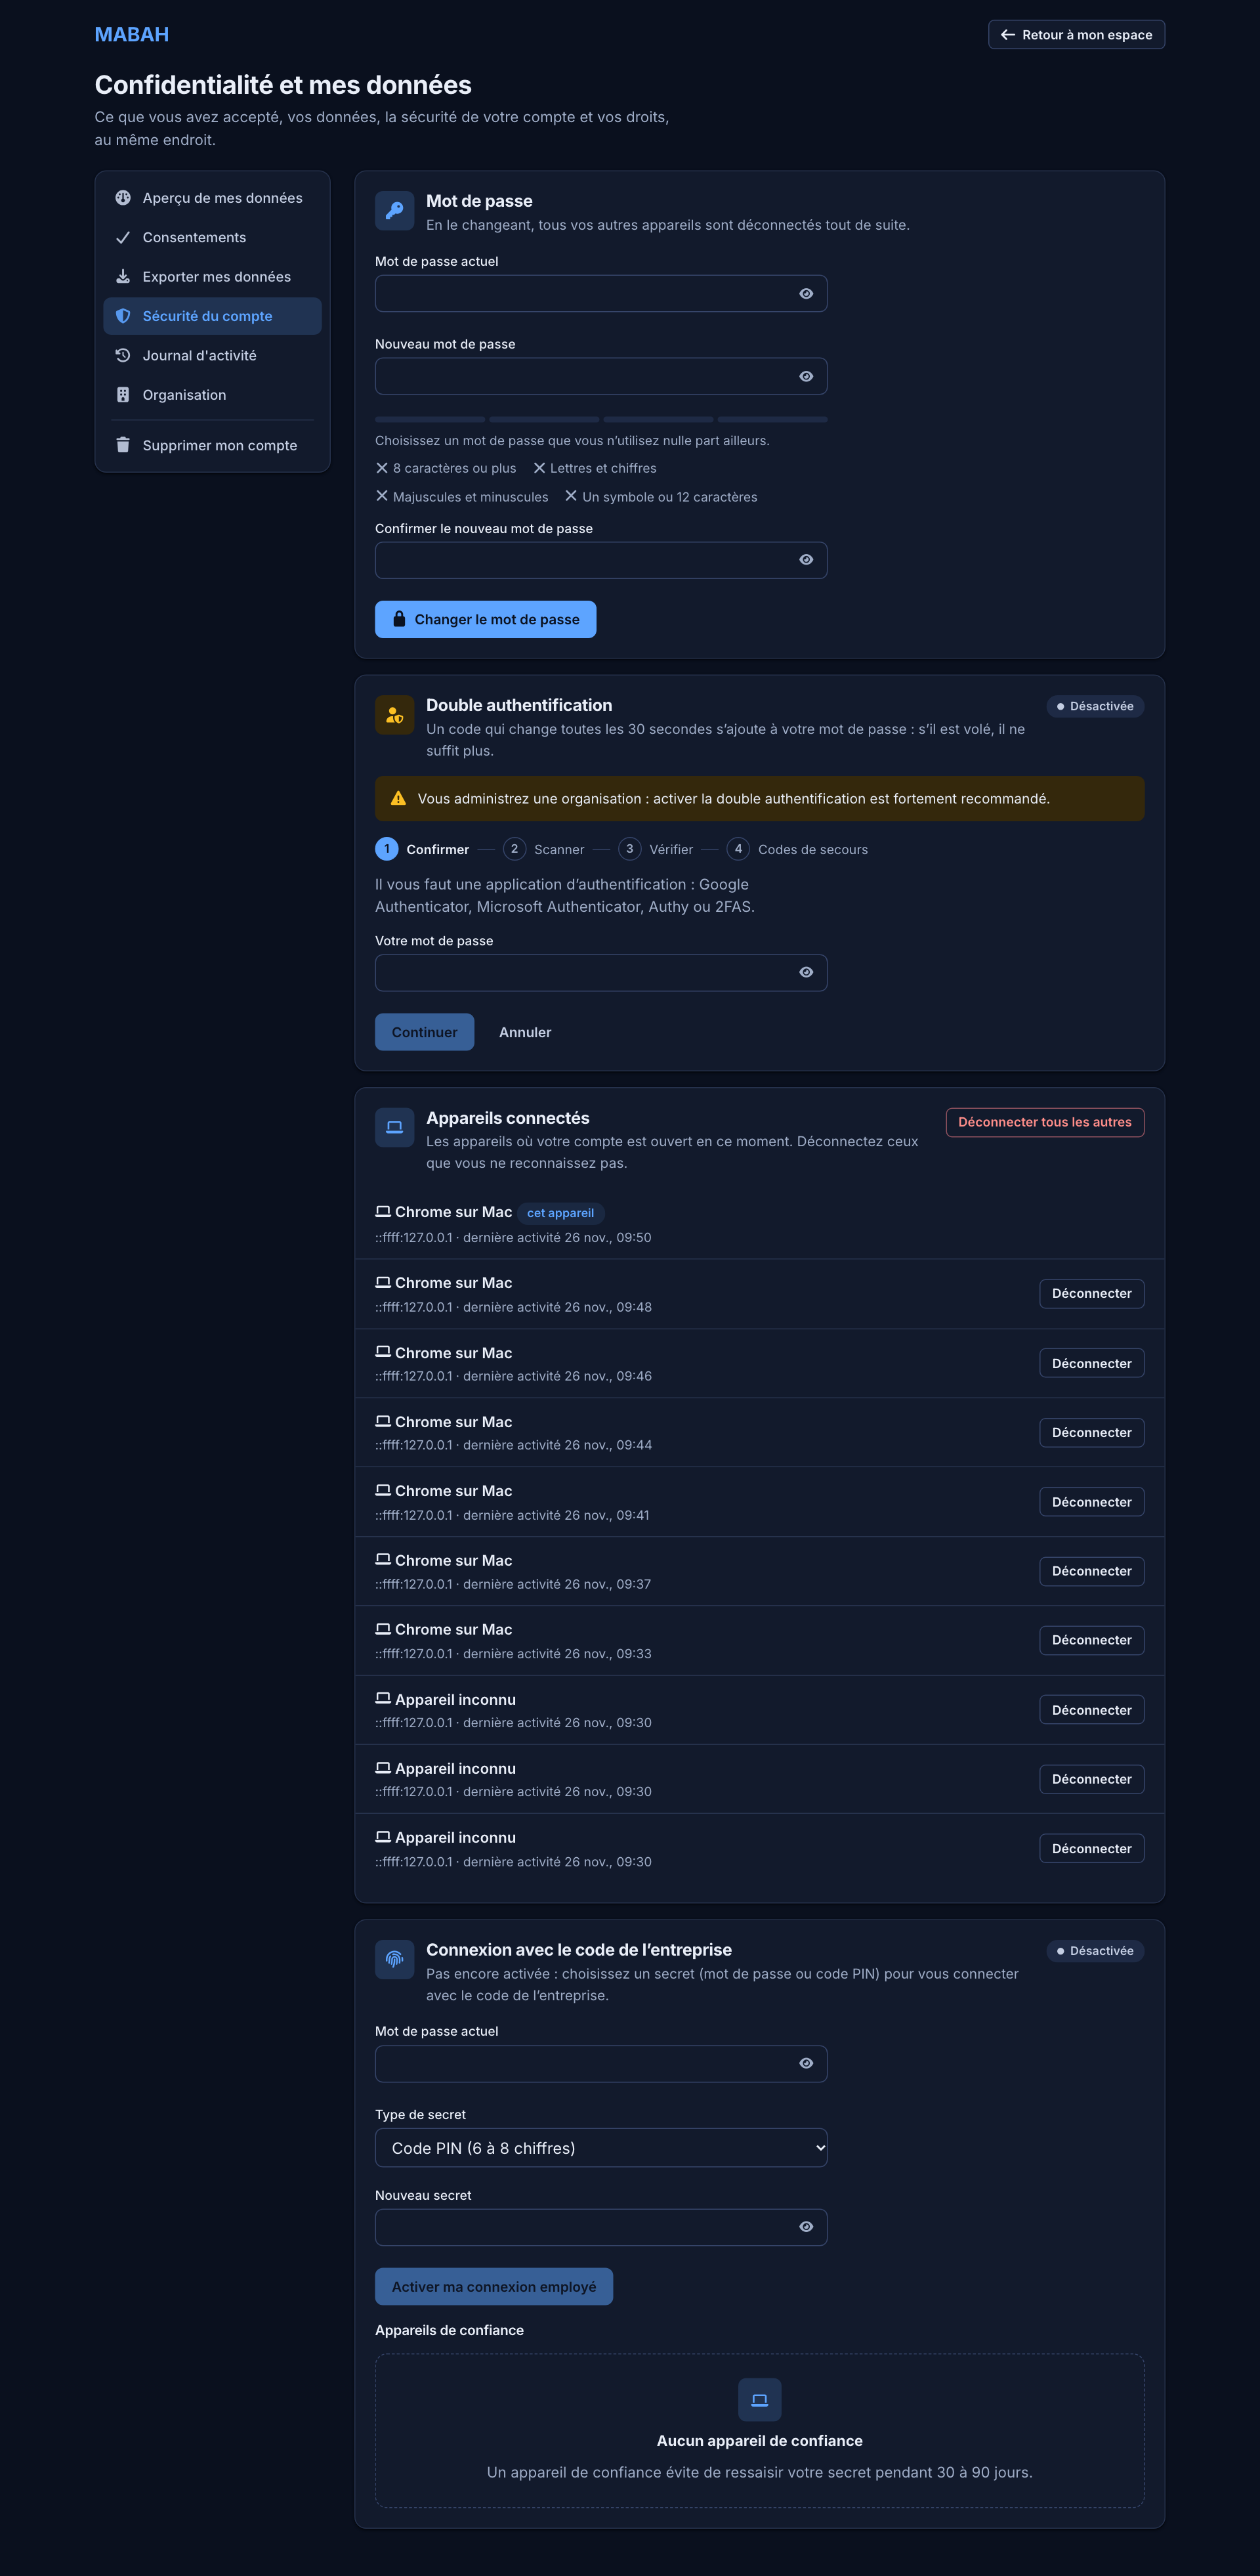 MABAH
Retour à mon espace
Confidentialité et mes données
Ce que vous avez accepté, vos données, la sécurité de votre compte et vos droits,
au même endroit.
Aperçu de mes données
Consentements
Exporter mes données
Sécurité du compte
Journal d'activité
Organisation
Supprimer mon compte
Mot de passe
En le changeant, tous vos autres appareils sont déconnectés tout de suite.
Mot de passe actuel
Nouveau mot de passe
Choisissez un mot de passe que vous n’utilisez nulle part ailleurs.
8 caractères ou plus
Lettres et chiffres
Majuscules et minuscules
Un symbole ou 12 caractères
Confirmer le nouveau mot de passe
Changer le mot de passe
Double authentification
Désactivée
Un code qui change toutes les 30 secondes s’ajoute à votre mot de passe : s’il est volé, il ne
suffit plus.
Vous administrez une organisation : activer la double authentification est fortement recommandé.
1 Confirmer
2 Scanner
3 Vérifier
4 Codes de secours
Il vous faut une application d’authentification : Google
Authenticator, Microsoft Authenticator, Authy ou 2FAS.
Votre mot de passe
Continuer
Annuler
Appareils connectés
Déconnecter tous les autres
Les appareils où votre compte est ouvert en ce moment. Déconnectez ceux
que vous ne reconnaissez pas.
Chrome sur Mac cet appareil
::ffff:127.0.0.1 · dernière activité 26 nov., 09:50
Chrome sur Mac
::ffff:127.0.0.1 · dernière activité 26 nov., 09:48
Déconnecter
Chrome sur Mac
::ffff:127.0.0.1 · dernière activité 26 nov., 09:46
Déconnecter
Chrome sur Mac
::ffff:127.0.0.1 · dernière activité 26 nov., 09:44
Déconnecter
Chrome sur Mac
::ffff:127.0.0.1 · dernière activité 26 nov., 09:41
Déconnecter
Chrome sur Mac
::ffff:127.0.0.1 · dernière activité 26 nov., 09:37
Déconnecter
Chrome sur Mac
::ffff:127.0.0.1 · dernière activité 26 nov., 09:33
Déconnecter
Appareil inconnu
::ffff:127.0.0.1 · dernière activité 26 nov., 09:30
Déconnecter
Appareil inconnu
::ffff:127.0.0.1 · dernière activité 26 nov., 09:30
Déconnecter
Appareil inconnu
::ffff:127.0.0.1 · dernière activité 26 nov., 09:30
Déconnecter
Connexion avec le code de l’entreprise
Désactivée
Pas encore activée : choisissez un secret (mot de passe ou code PIN) pour vous connecter
avec le code de l’entreprise.
Mot de passe actuel
Type de secret
Code PIN (6 à 8 chiffres)
Nouveau secret
Activer ma connexion employé
Appareils de confiance
Aucun appareil de confiance
Un appareil de confiance évite de ressaisir votre secret pendant 30 à 90 jours.